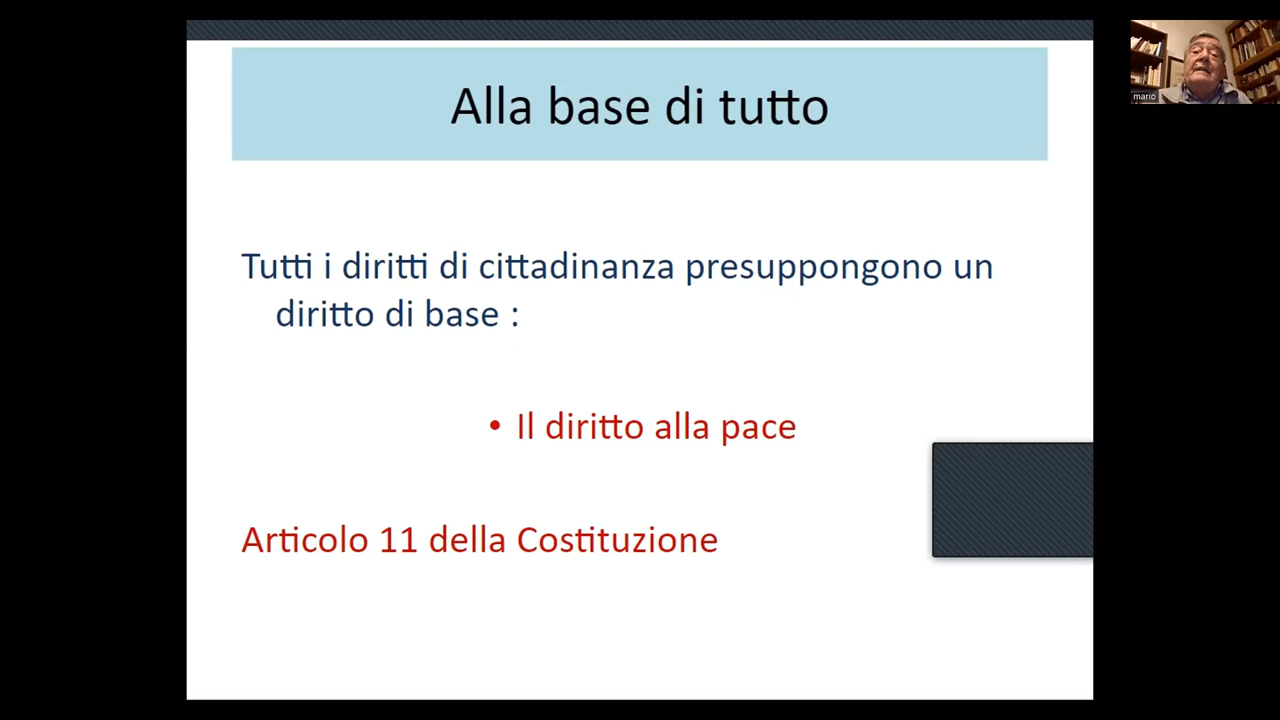 Alla base di tutto
mario
Tutti i diritti di cittadinanza presuppongono un
diritto di base :
• Il diritto alla pace
Articolo 11 della Costituzione